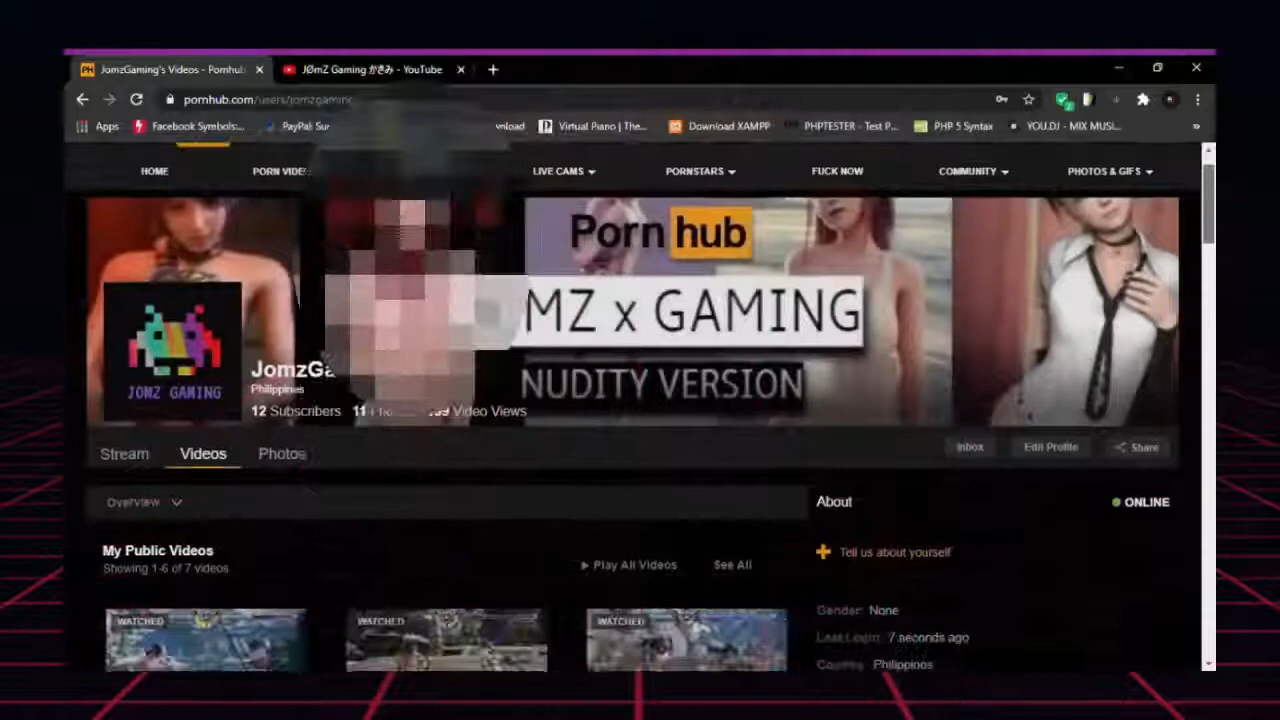 JomzGaming's Videos - Pornhub
JØmZ Gaming かきみ - YouTube
pornhub.com/users/jomzgaming
Apps
Facebook Symbols:...
PayPal Sur
wnload
Virtual Piano | The...
Download XAMPP
PHPTESTER - Test P...
PHP 5 Syntax
YOU.DJ - MIX MUSI...
HOME
PORN VIDE
LIVE CAMS
PORNSTARS
FUCK NOW
COMMUNITY
PHOTOS & GIFS
Porn hub
MZ x GAMING
NUDITY VERSION
JOMZ GAMING
JomzGa
Philippines
12 Subscribers
11
Video Views
Stream
Videos
Photos
Inbox
Edit Profile
Share
Overview
About
ONLINE
My Public Videos
Showing 1-6 of 7 videos
Play All Videos
See All
Tell us about yourself
Gender: None
Last Login: 7 seconds ago
Country: Philippines
WATCHED
WATCHED
WATCHED